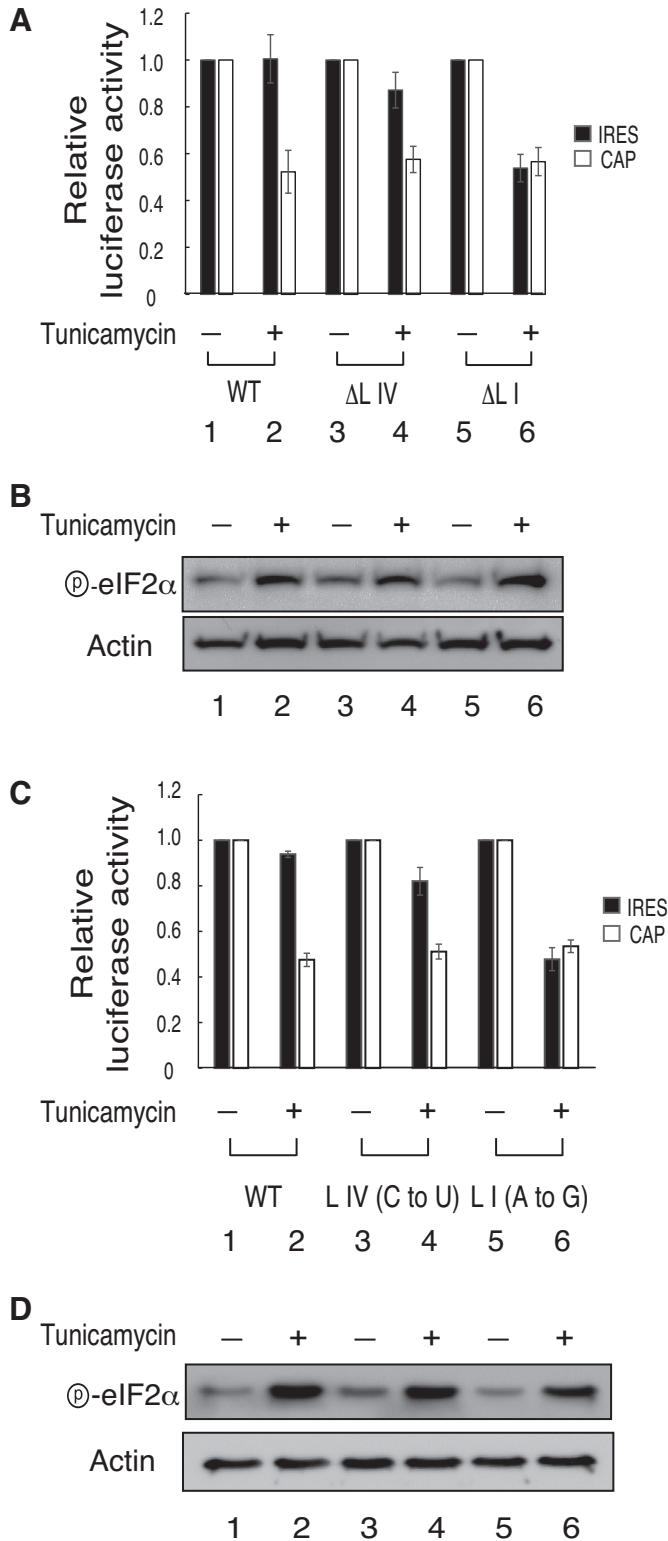 A
Relative
luciferase activity
1.2
1.0
0.8
0.6
0.4
0.2
0
IRES
CAP
Tunicamycin – + – + – +
WT ΔL IV ΔL I
1 2 3 4 5 6
B
Tunicamycin – + – + – +
ⓟ-eIF2α
Actin
1 2 3 4 5 6
C
Relative
luciferase activity
1.2
1.0
0.8
0.6
0.4
0.2
0
IRES
CAP
Tunicamycin – + – + – +
WT L IV (C to U) L I (A to G)
1 2 3 4 5 6
D
Tunicamycin – + – + – +
ⓟ-eIF2α
Actin
1 2 3 4 5 6